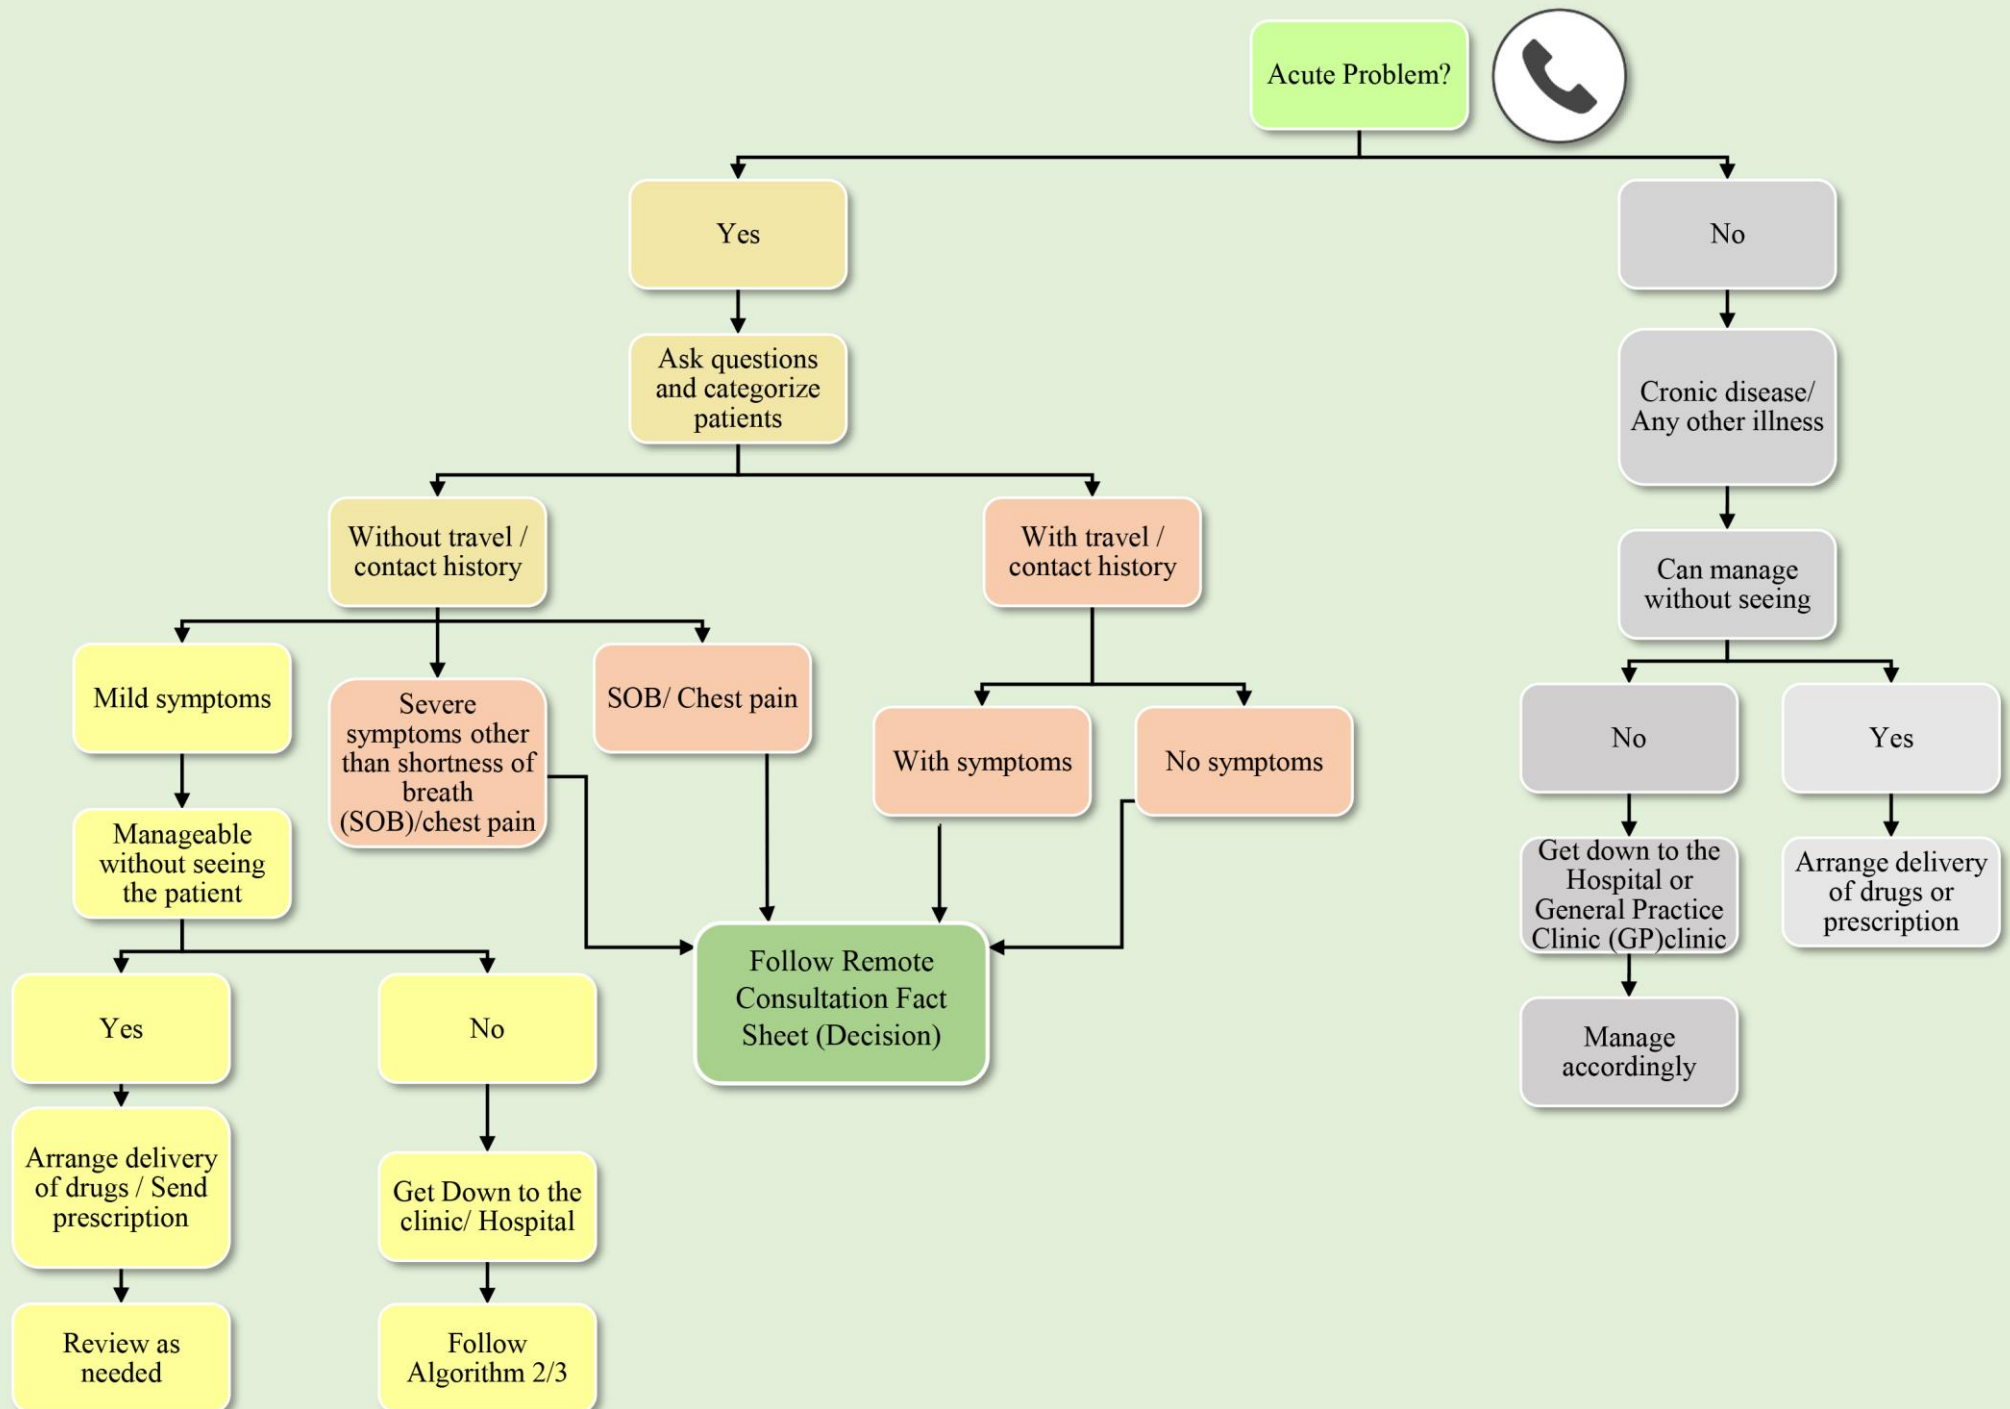 Acute Problem?
Yes
No
Ask questions
and categorize
patients
Cronic disease/
Any other illness
Without travel /
contact history
With travel /
contact history
Can manage
without seeing
Mild symptoms
Severe
symptoms other
than shortness of
breath
(SOB)/chest pain
SOB/ Chest pain
With symptoms
No symptoms
No
Yes
Manageable
without seeing
the patient
Get down to the
Hospital or
General Practice
Clinic (GP)clinic
Arrange delivery
of drugs or
prescription
Yes
No
Follow Remote
Consultation Fact
Sheet (Decision)
Manage
accordingly
Arrange delivery
of drugs / Send
prescription
Get Down to the
clinic/ Hospital
Review as
needed
Follow
Algorithm 2/3